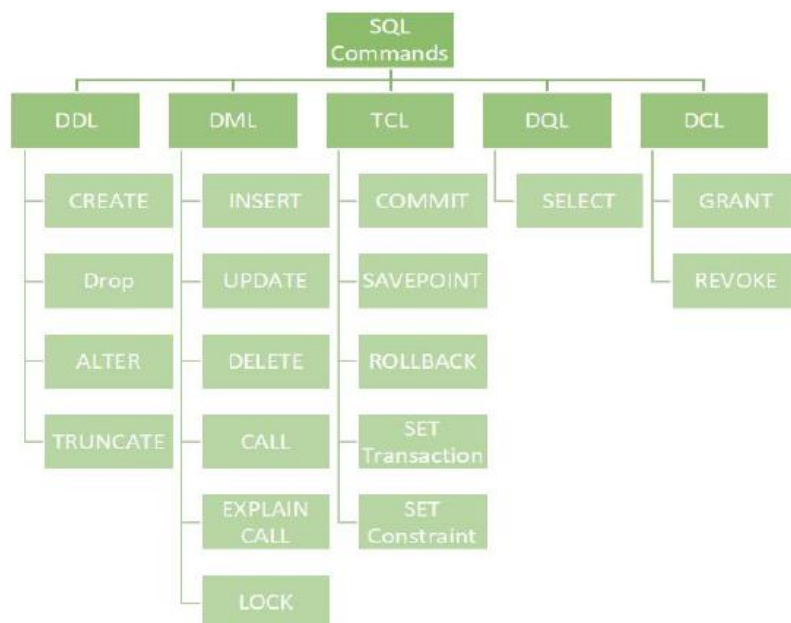 SQL
Commands
DDL
DML
TCL
DQL
DCL
CREATE
INSERT
COMMIT
SELECT
GRANT
Drop
UPDATE
SAVEPOINT
REVOKE
ALTER
DELETE
ROLLBACK
TRUNCATE
CALL
SET
Transaction
EXPLAIN
CALL
SET
Constraint
LOCK